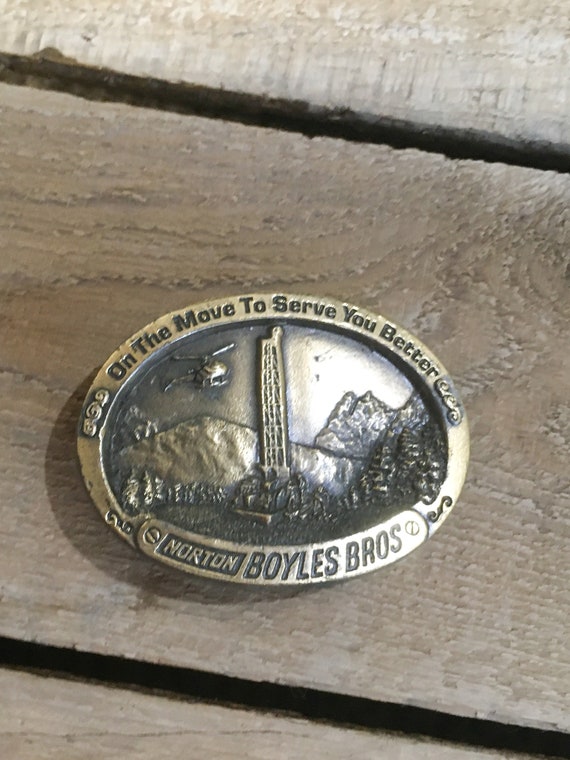 On The Move To Serve You Better
NORTON BOYLES BROS